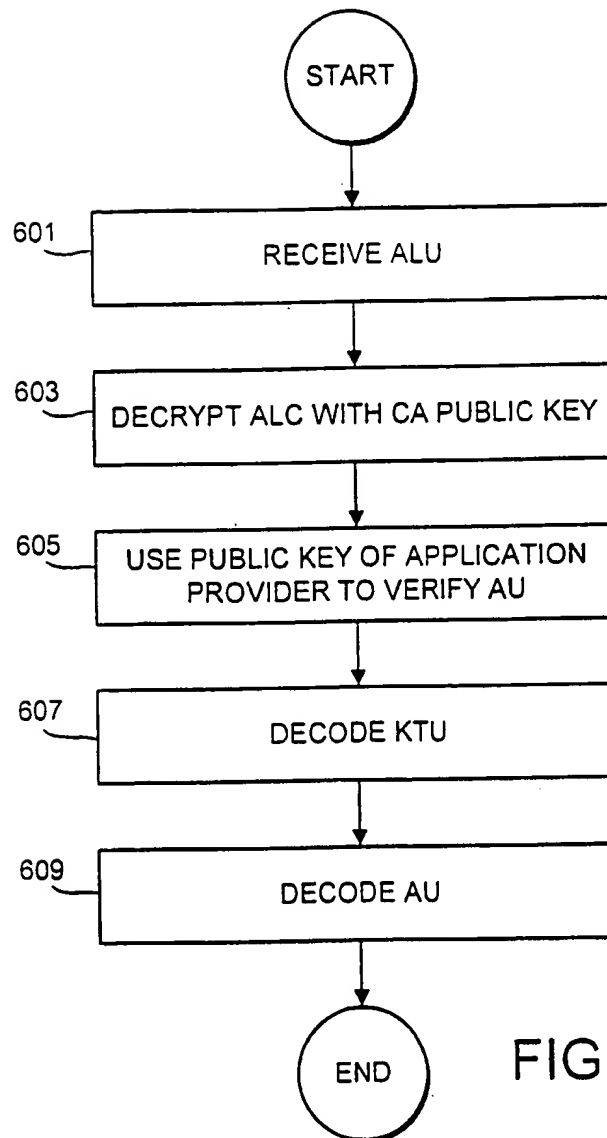 START
601
RECEIVE ALU
603
DECRYPT ALC WITH CA PUBLIC KEY
605
USE PUBLIC KEY OF APPLICATION
PROVIDER TO VERIFY AU
607
DECODE KTU
609
DECODE AU
END
FIG